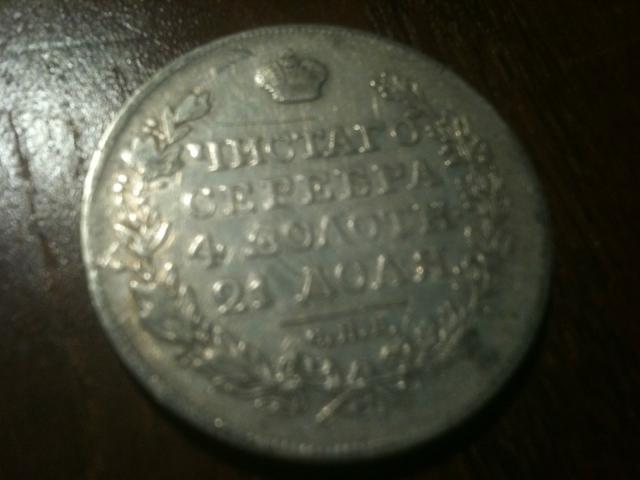 ЧИСТАГО
СЕРЕБРА
4 ЗОЛОТН.
21 ДОЛЯ.
С.П.Б.